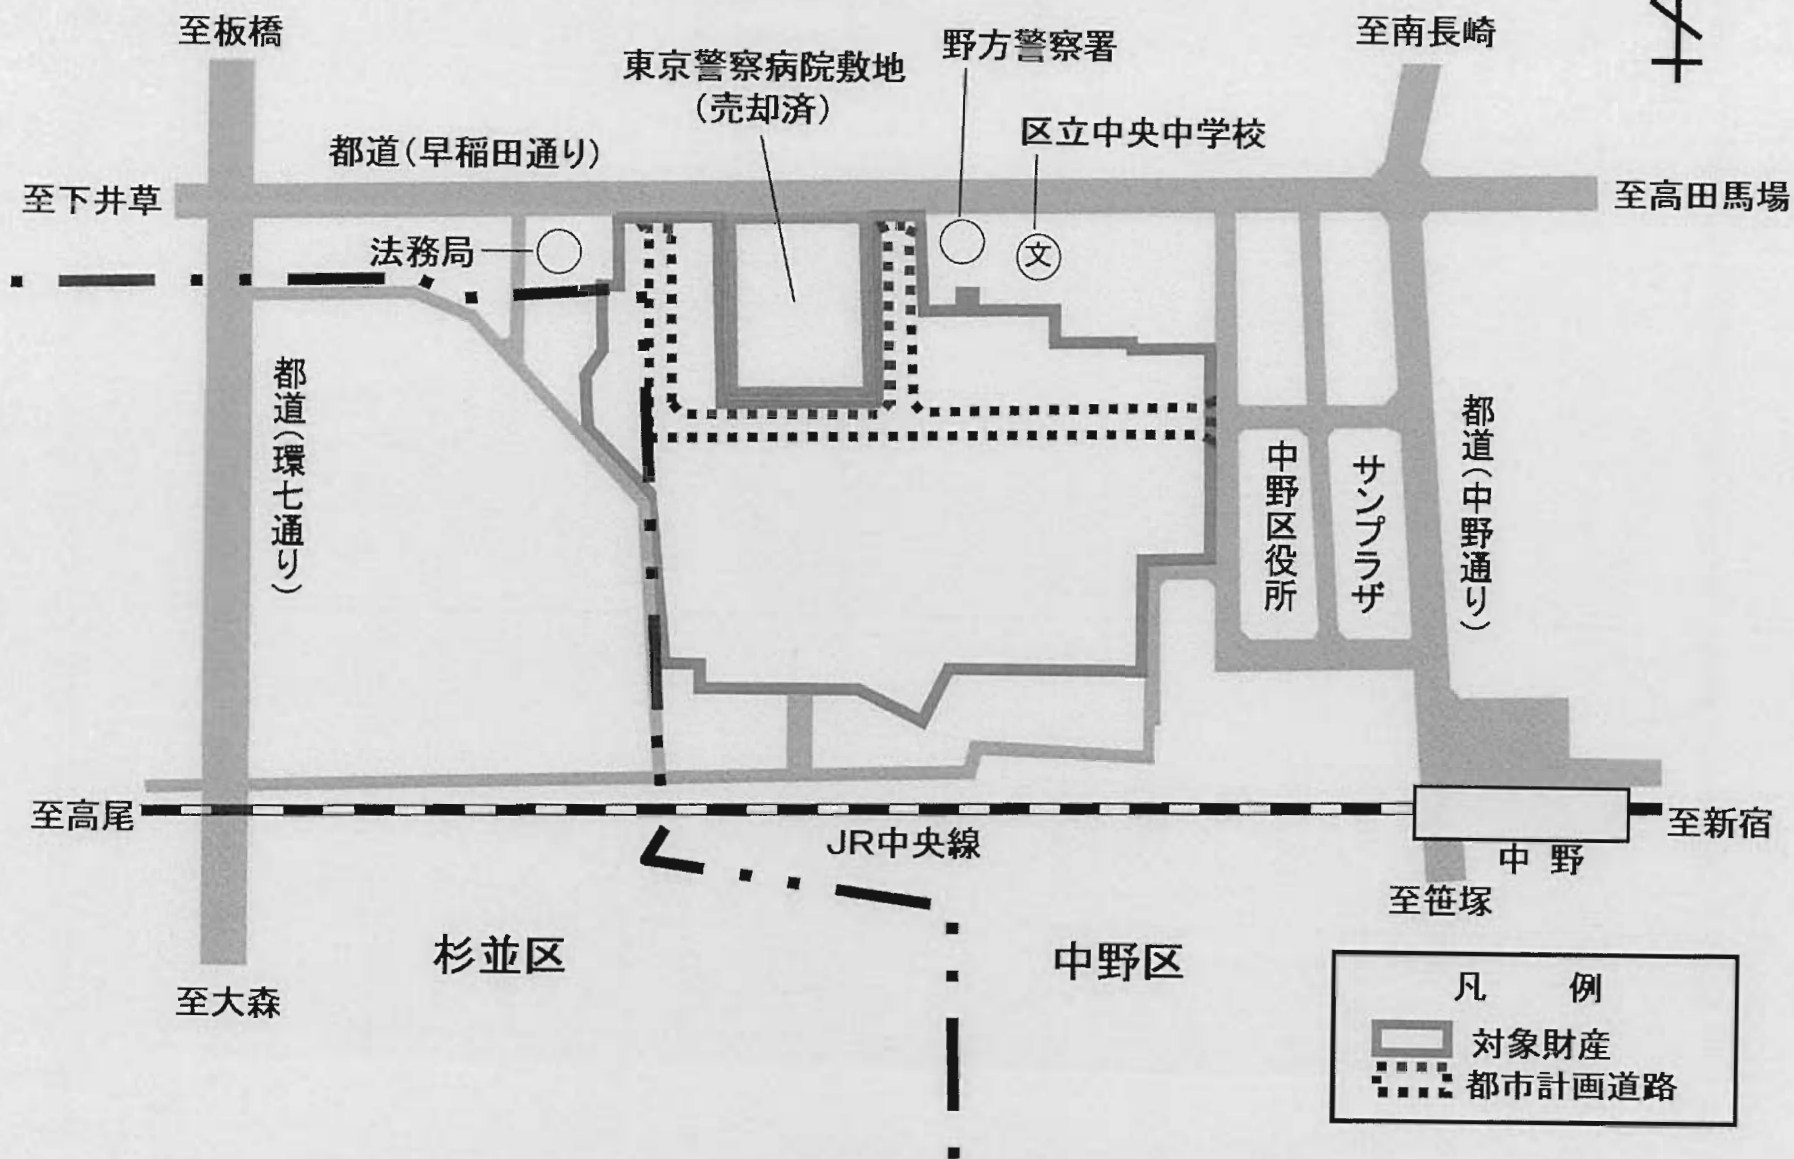 至板橋
東京警察病院敷地
(売却済)
野方警察署
至南長崎
区立中央中学校
都道(早稲田通り)
至下井草
至高田馬場
法務局
文
都道(環七通り)
中野区役所
サンプラザ
都道(中野通り)
至高尾
JR中央線
至新宿
中野
至笹塚
杉並区
中野区
至大森
凡例
対象財産
都市計画道路